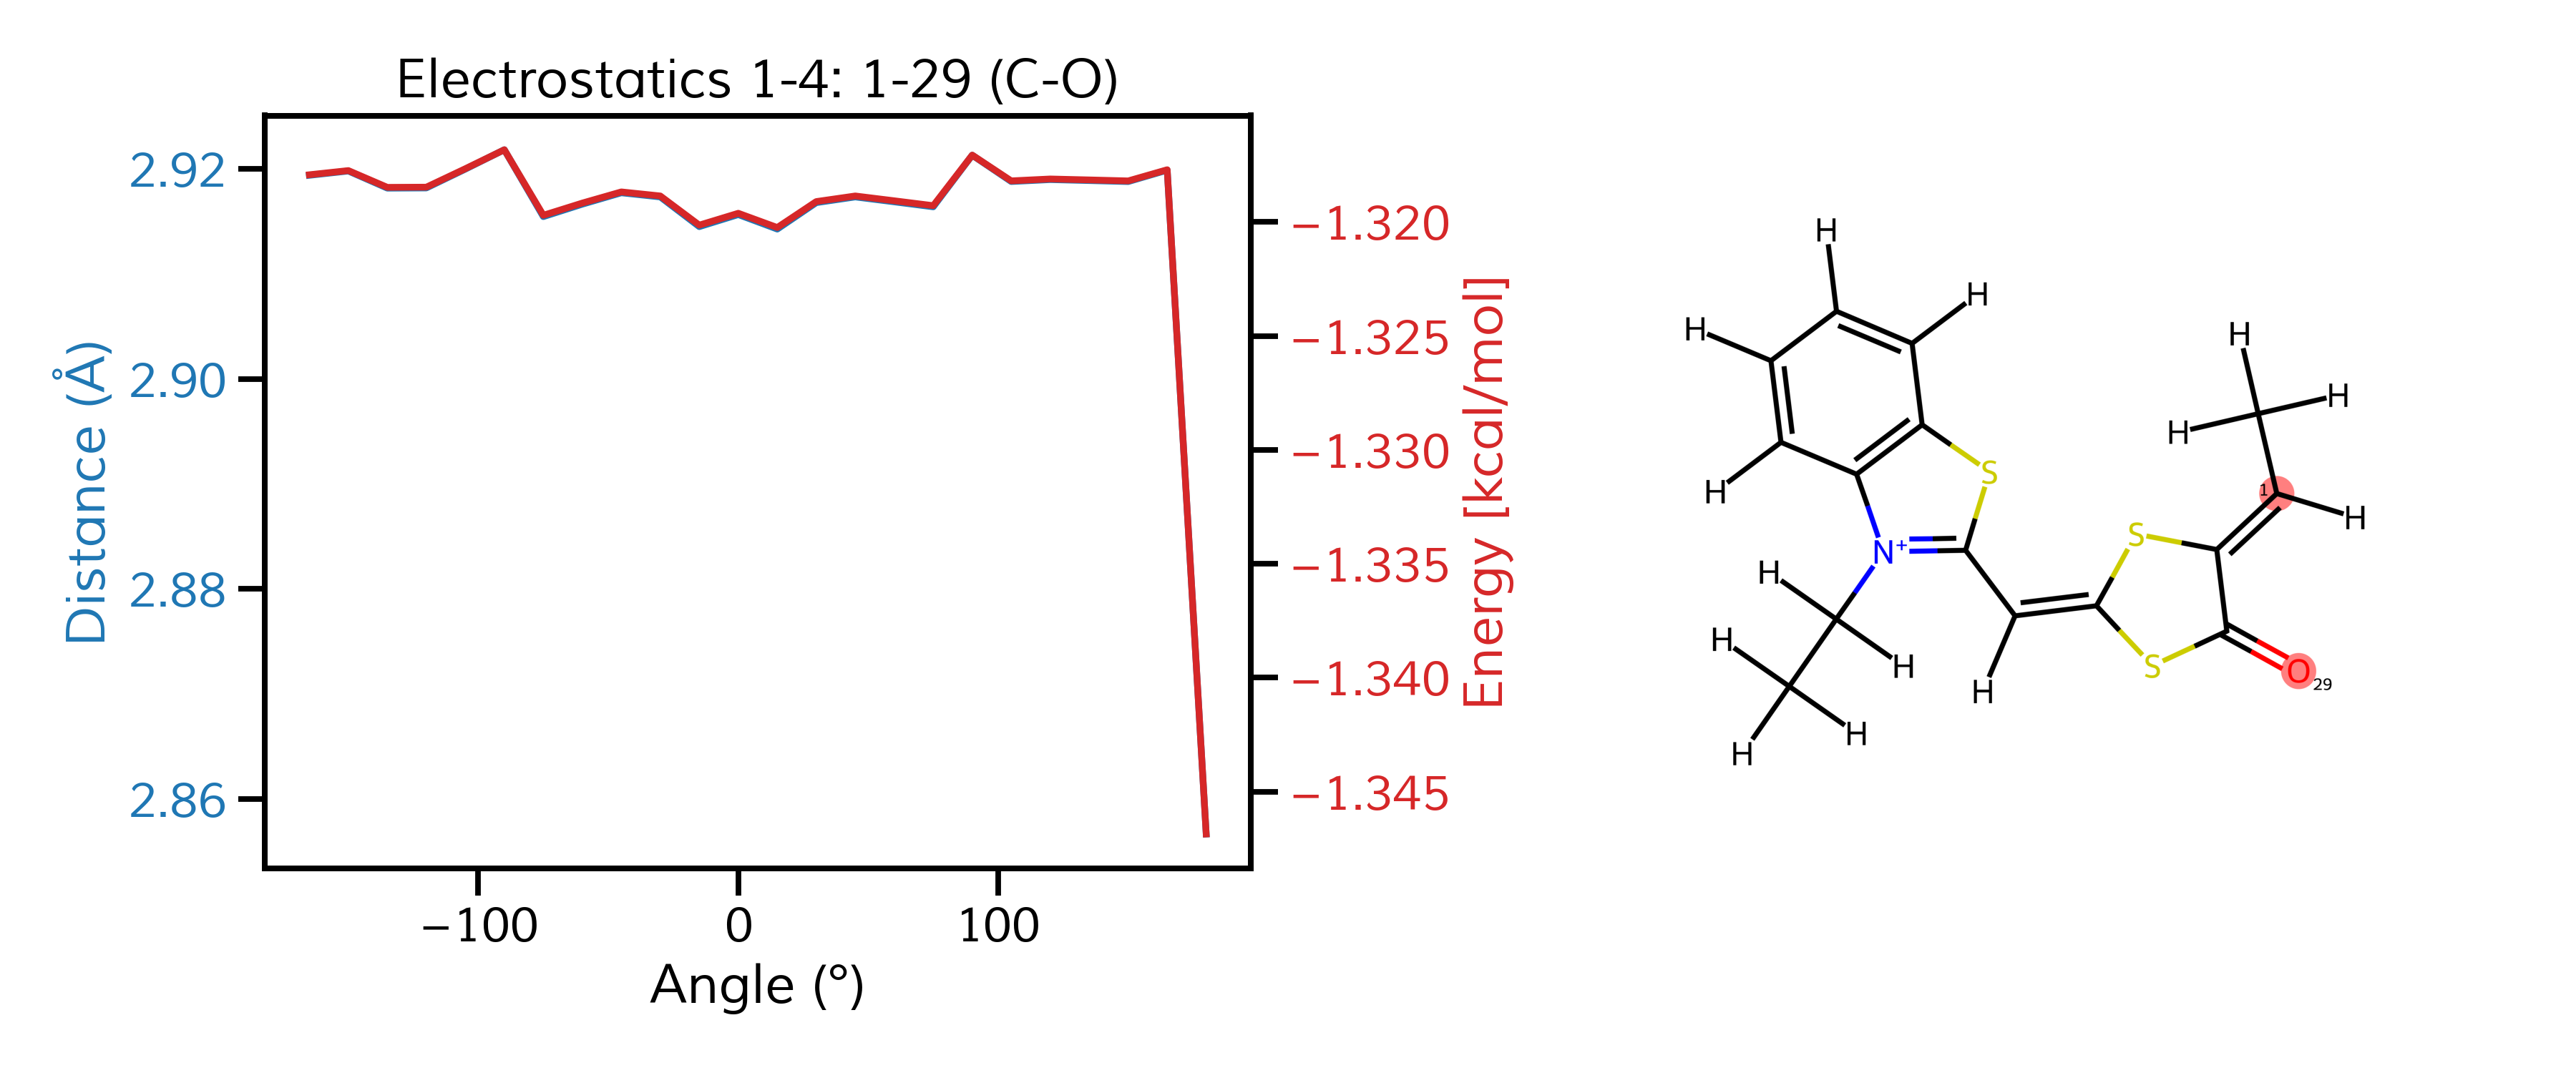 Electrostatics 1-4: 1-29 (C-O)
Distance (Å)
2.92
2.90
2.88
2.86
−100
0
100
Angle (°)
−1.320
−1.325
−1.330
−1.335
−1.340
−1.345
Energy [kcal/mol]
H
H
H
H
H
H
H
S
1
H
S
N+
H
H
S
O
29
H
H
H
H